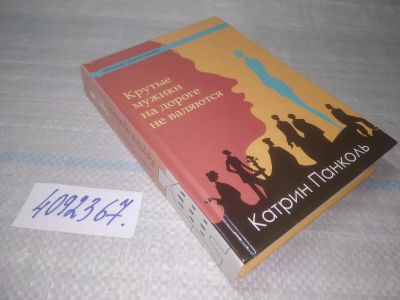 Крутые
мужики
на дороге
не валяются
Катрин Панколь
4092367.